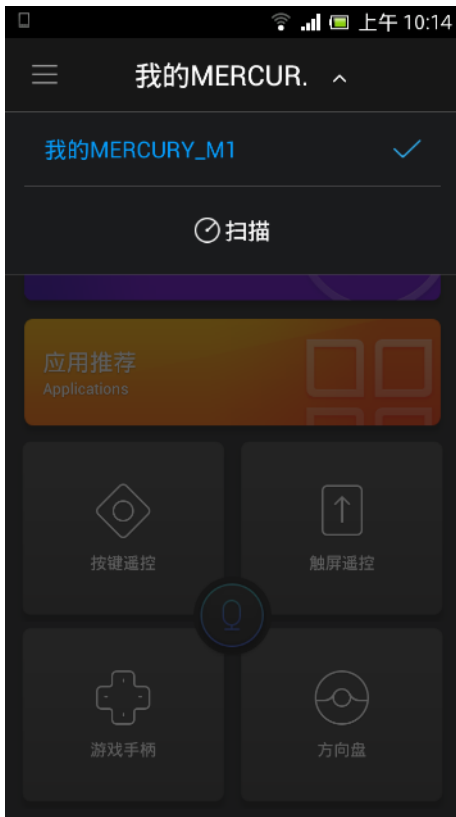 上午 10:14
我的MERCUR.
我的MERCURY_M1
扫描
应用推荐
Applications
按键遥控
触屏遥控
游戏手柄
方向盘